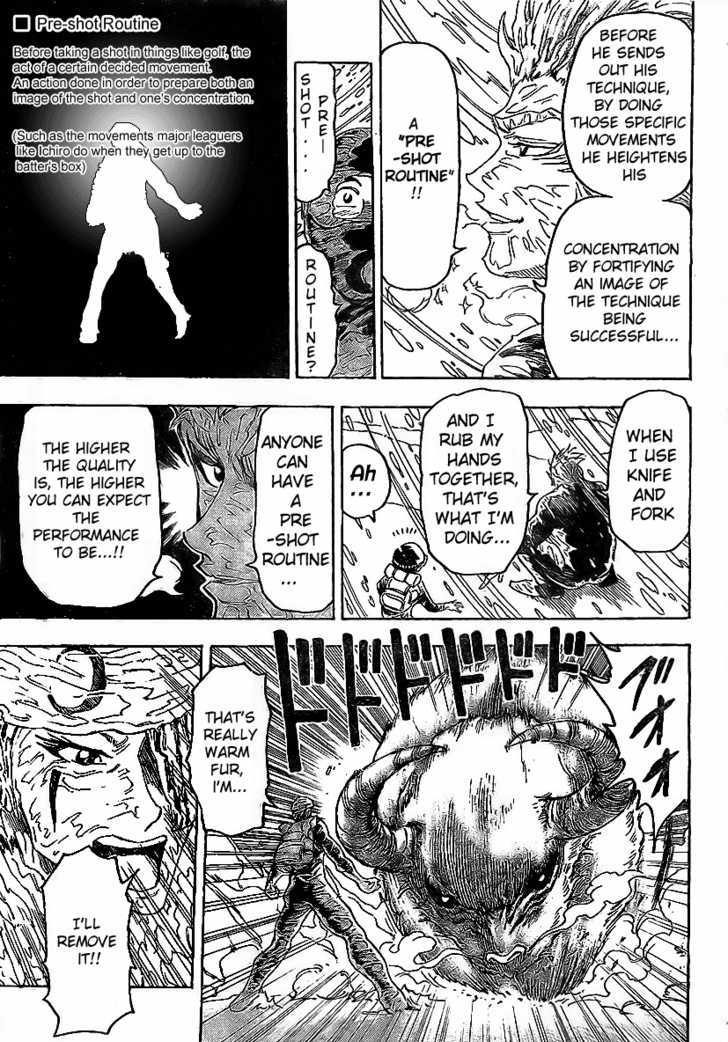 BEFORE
HE SENDS
OUT HIS
TECHNIQUE,
BY DOING
THOSE SPECIFIC
MOVEMENTS
HE HEIGHTENS
HIS
CONCENTRATION
BY FORTIFYING
AN IMAGE OF
THE TECHNIQUE
BEING
SUCCESSFUL...
A
"PRE
-SHOT
ROUTINE"
!!
PRE-
SHOT...
ROUTINE?
□ Pre-shot Routine
Before taking a shot in things like golf, the
act of a certain decided movement.
An action done in order to prepare both an
image of the shot and one's concentration.
(Such as the movements major leaguers
like Ichiro do when they get up to the
batter's box)
WHEN
I USE
KNIFE
AND
FORK
AND I
RUB MY
HANDS
TOGETHER,
THAT'S
WHAT I'M
DOING...
Ah
...
ANYONE
CAN
HAVE
A
PRE
-SHOT
ROUTINE
...
THE HIGHER
THE QUALITY
IS, THE HIGHER
YOU CAN EXPECT
THE
PERFORMANCE
TO BE...!!
ブオオ
ドドドドドド
THAT'S
REALLY
WARM
FUR,
I'M...
I'LL
REMOVE
IT!!